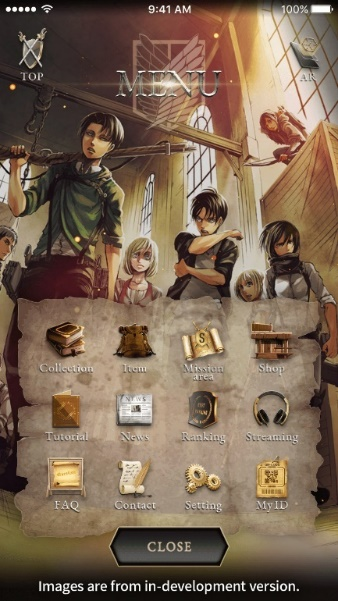 9:41 AM 100%
TOP MENU AR
Collection Item Mission Shop
area
Tutorial News Ranking Streaming
FAQ Contact Setting MyID
CLOSE
Images are from in-development version.